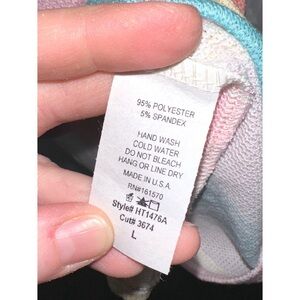 95% POLYESTER
5% SPANDEX
HAND WASH
COLD WATER
DO NOT BLEACH
HANG OR LINE DRY
MADE IN U.S.A.
RN#161570
Style# HT1476A
Cut# 3674
L